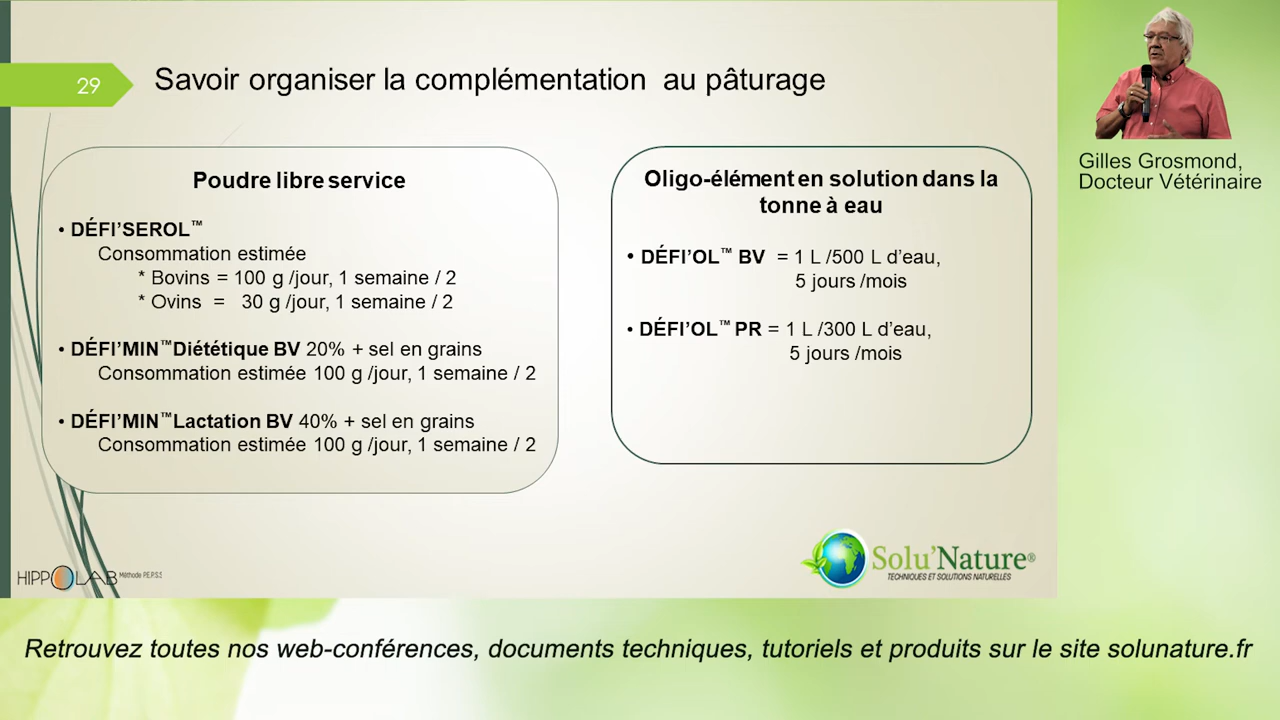 29
Savoir organiser la complémentation au pâturage
Poudre libre service
• DÉFI'SEROL™
Consommation estimée
* Bovins = 100 g /jour, 1 semaine / 2
* Ovins = 30 g /jour, 1 semaine / 2
• DÉFI'MIN™Diététique BV 20% + sel en grains
Consommation estimée 100 g /jour, 1 semaine / 2
• DÉFI'MIN™Lactation BV 40% + sel en grains
Consommation estimée 100 g /jour, 1 semaine / 2
Oligo-élément en solution dans la
tonne à eau
• DÉFI'OL™ BV = 1 L /500 L d'eau,
5 jours /mois
• DÉFI'OL™ PR = 1 L /300 L d'eau,
5 jours /mois
Gilles Grosmond,
Docteur Vétérinaire
HIPPOLAB Méthode P.E.P.S.
Solu'Nature®
TECHNIQUES ET SOLUTIONS NATURELLES
Retrouvez toutes nos web-conférences, documents techniques, tutoriels et produits sur le site solunature.fr